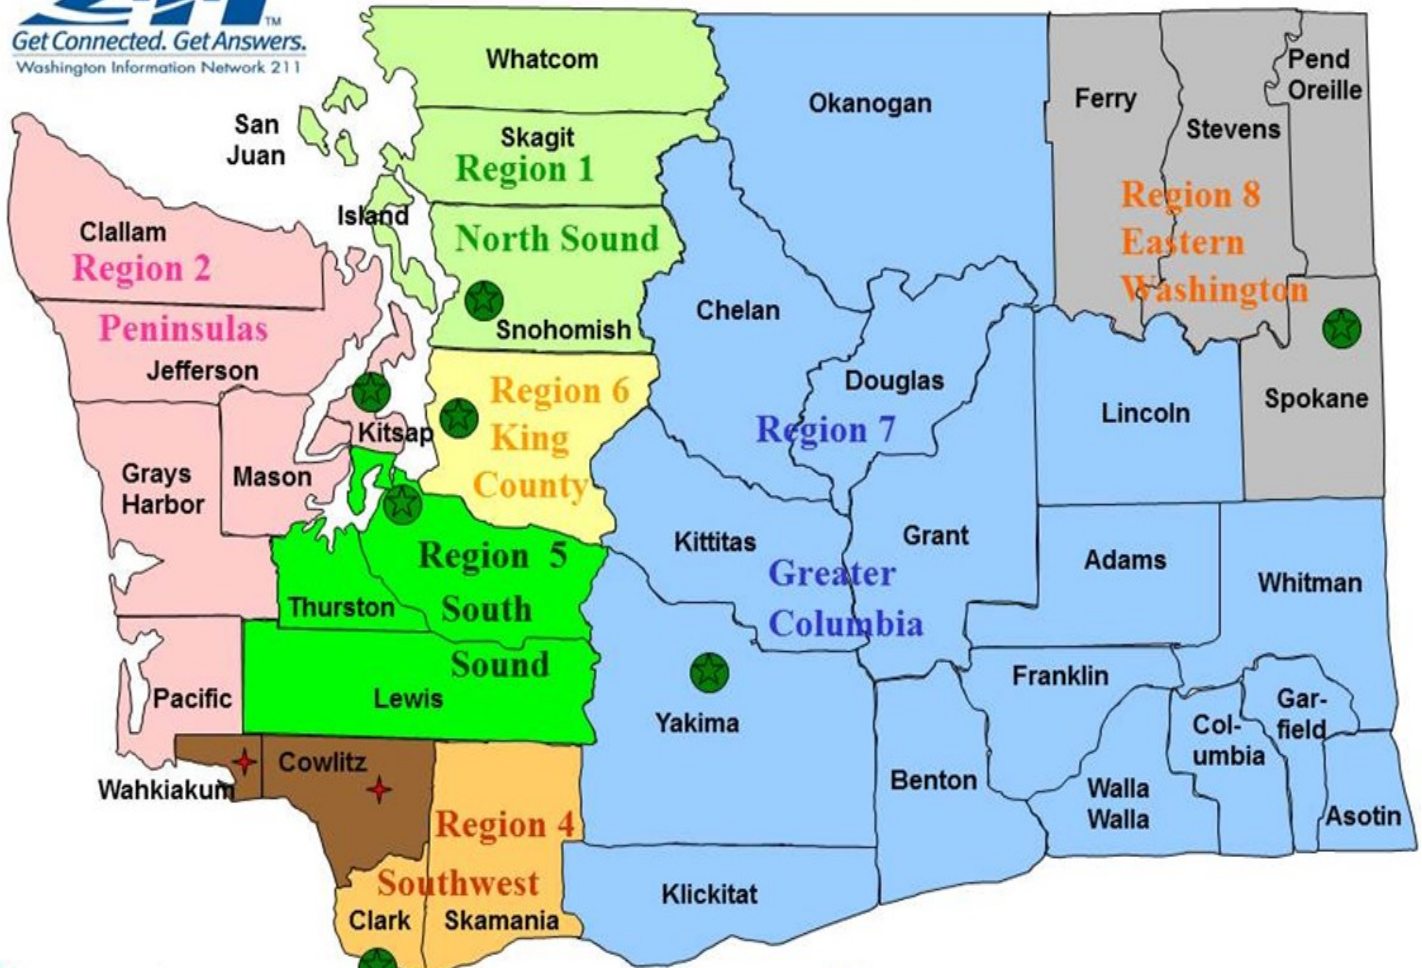 211
TM
Get Connected. Get Answers.
Washington Information Network 211
Whatcom
Okanogan
Ferry
Stevens
Pend
Oreille
San
Juan
Skagit
Region 1
Island
North Sound
Snohomish
Clallam
Region 2
Peninsulas
Jefferson
Chelan
Region 8
Eastern
Washington
Douglas
Region 7
Lincoln
Spokane
Region 6
King
County
Kitsap
Grays
Harbor
Mason
Kittitas
Grant
Greater
Columbia
Adams
Whitman
Region 5
South
Sound
Thurston
Lewis
Pacific
Yakima
Franklin
Benton
Walla
Walla
Col-
umbia
Gar-
field
Asotin
Wahkiakum
Cowlitz
Region 4
Southwest
Clark
Skamania
Klickitat